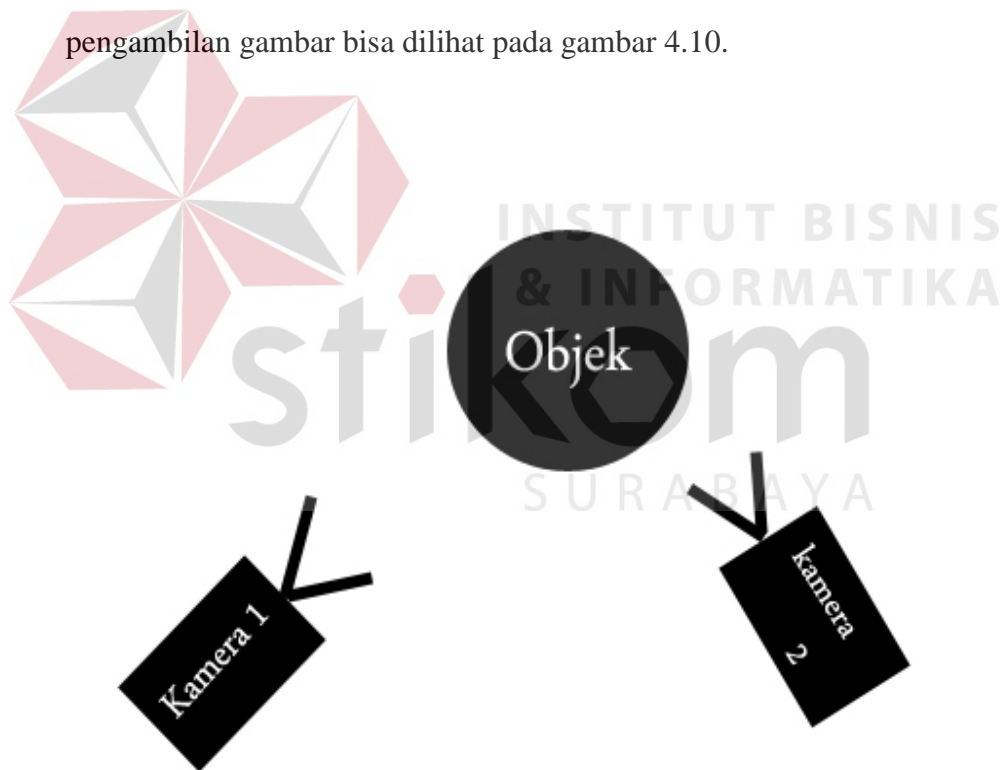 pengambilan gambar bisa dilihat pada gambar 4.10.
INSTITUT BISNIS
& INFORMATIKA
stikom
SURABAYA
Objek
Kamera 1
kamera
2